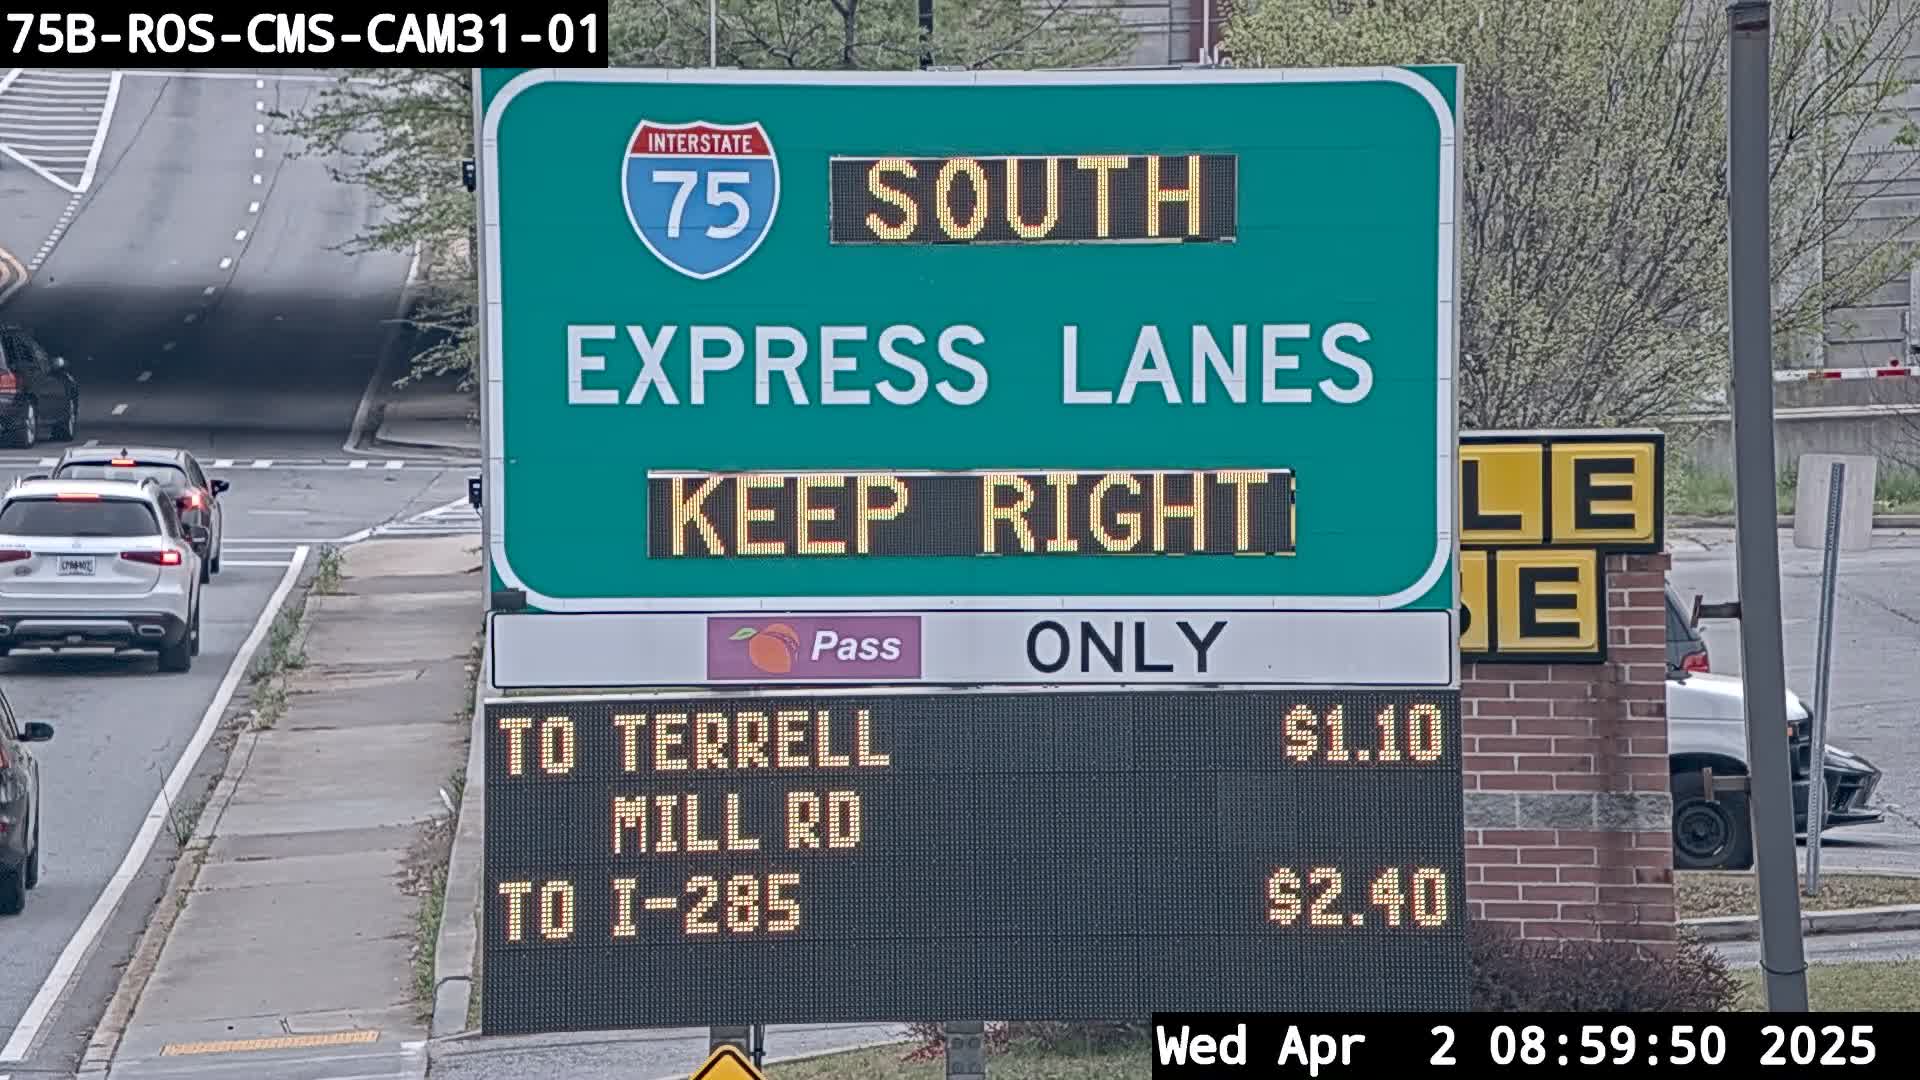 75B-ROS-CMS-CAM31-01
INTERSTATE
75
SOUTH
EXPRESS LANES
KEEP RIGHT
LE
E
Pass ONLY
TO TERRELL $1.10
MILL RD
TO I-285 $2.40
Wed Apr 2 08:59:50 2025